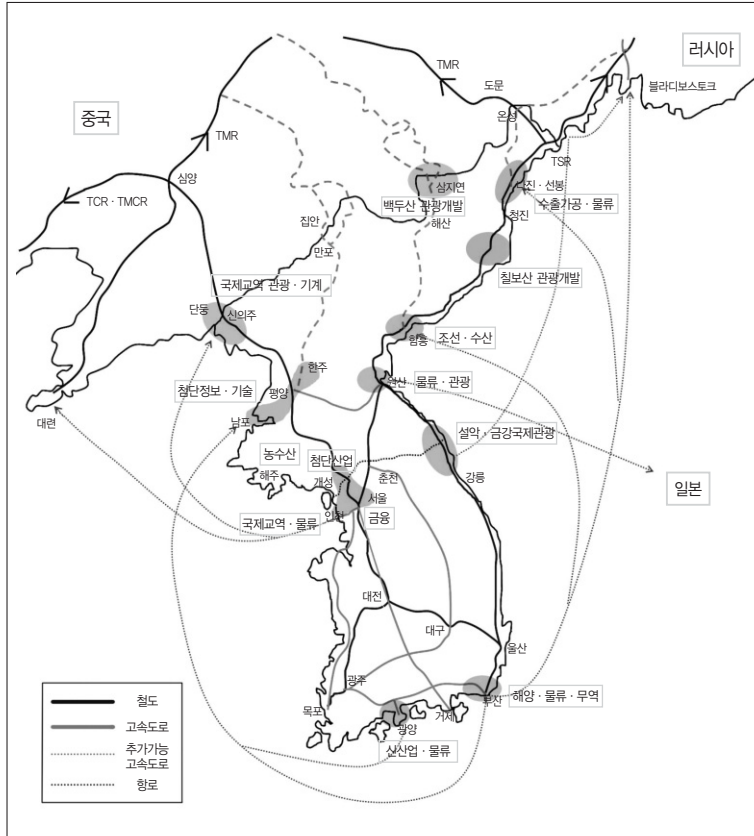 러시아
TMR
도문
블라디보스토크
중국
온성
TMR
TSR
심양
삼지연
나진 · 선봉
TCR · TMCR
백두산 관광개발
수출가공 · 물류
집안
혜산
청진
만포
칠보산 관광개발
국제교역 관광 · 기계
단둥
신의주
함흥
조선 · 수산
한주
첨단정보 · 기술
평양
원산
물류 · 관광
대련
남포
설악 · 금강국제관광
농수산
첨단산업
해주
개성
춘천
강릉
일본
서울
인천
국제교역 · 물류
금융
대전
대구
울산
광주
철도
부산
해양 · 물류 · 무역
고속도로
목포
광양
거제
추가가능
고속도로
신산업 · 물류
항로